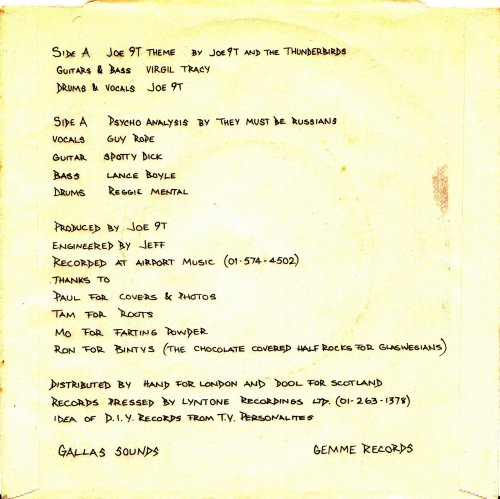 Side A Joe 9T Theme by Joe 9T and the Thunderbirds
Guitars & Bass Virgil Tracy
Drums & Vocals Joe 9T
Side A Psycho Analysis by They Must Be Russians
Vocals Guy Rope
Guitar Spotty Dick
Bass Lance Boyle
Drums Reggie Mental
Produced by Joe 9T
Engineered by Jeff
Recorded at Airport Music (01-574-4502)
Thanks to
Paul for Covers & Photos
Tam for Roots
Mo for Farting Powder
Ron for Bintys (the chocolate covered half rocks for Glaswegians)
Distributed by Hand for London and Dool for Scotland
Records pressed by Lyntone Recordings Ltd. (01-263-1378)
Idea of D.I.Y. Records from T.V. Personalites
Gallas Sounds Gemme Records